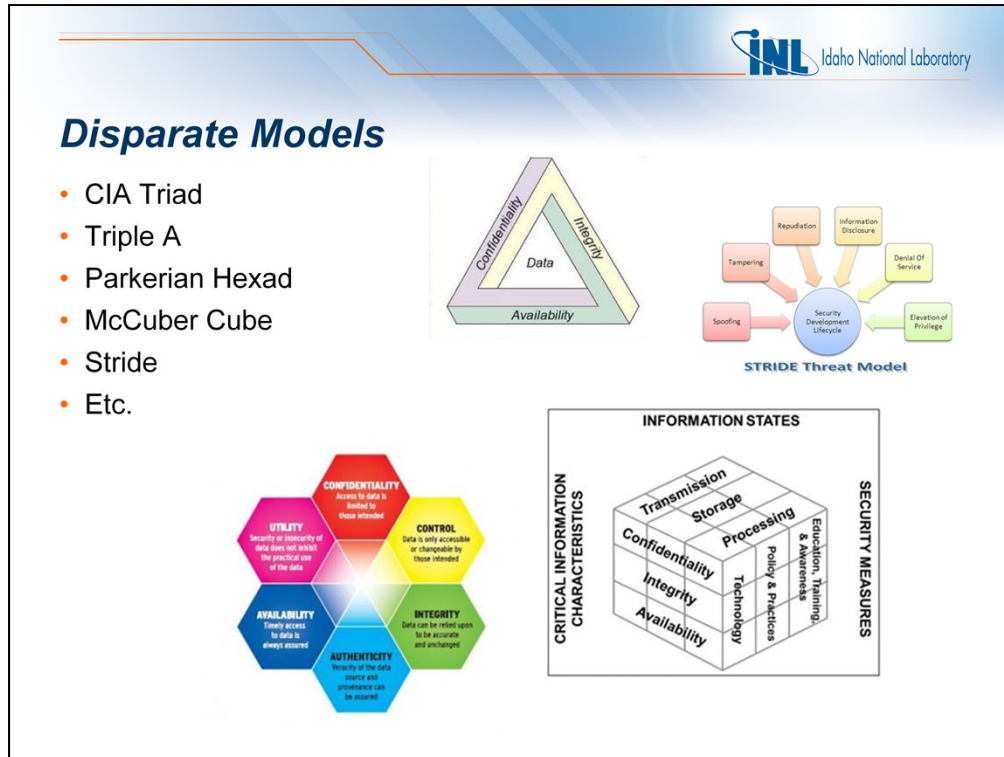 INL Idaho National Laboratory
Disparate Models
• CIA Triad
• Triple A
• Parkerian Hexad
• McCuber Cube
• Stride
• Etc.
Confidentiality
Integrity
Data
Availability
Repudiation
Information
Disclosure
Tampering
Denial Of
Service
Spoofing
Security
Development
Lifecycle
Elevation of
Privilege
STRIDE Threat Model
CONFIDENTIALITY
Access to data is
limited to
those intended
UTILITY
Security or insecurity of
data does not inhibit
the practical use
of the data
CONTROL
Data is only accessible
or changeable by
those intended
AVAILABILITY
Timely access
to data is
always assured
INTEGRITY
Data can be relied upon
to be accurate
and unchanged
AUTHENTICITY
Veracity of the data
source and
provenance can
be assured
INFORMATION STATES
CRITICAL INFORMATION
CHARACTERISTICS
Transmission
Storage
Processing
Confidentiality
Integrity
Availability
Technology
Policy & Practices
Education, Training,
& Awareness
SECURITY MEASURES